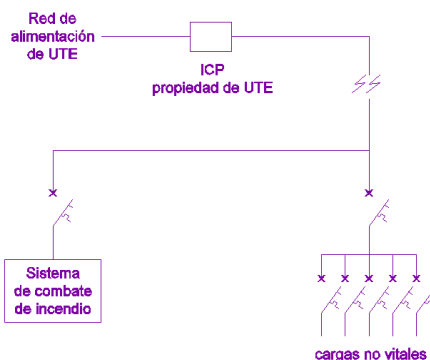 Red de
alimentación
de UTE
ICP
propiedad de UTE
Sistema
de combate
de incendio
cargas no vitales